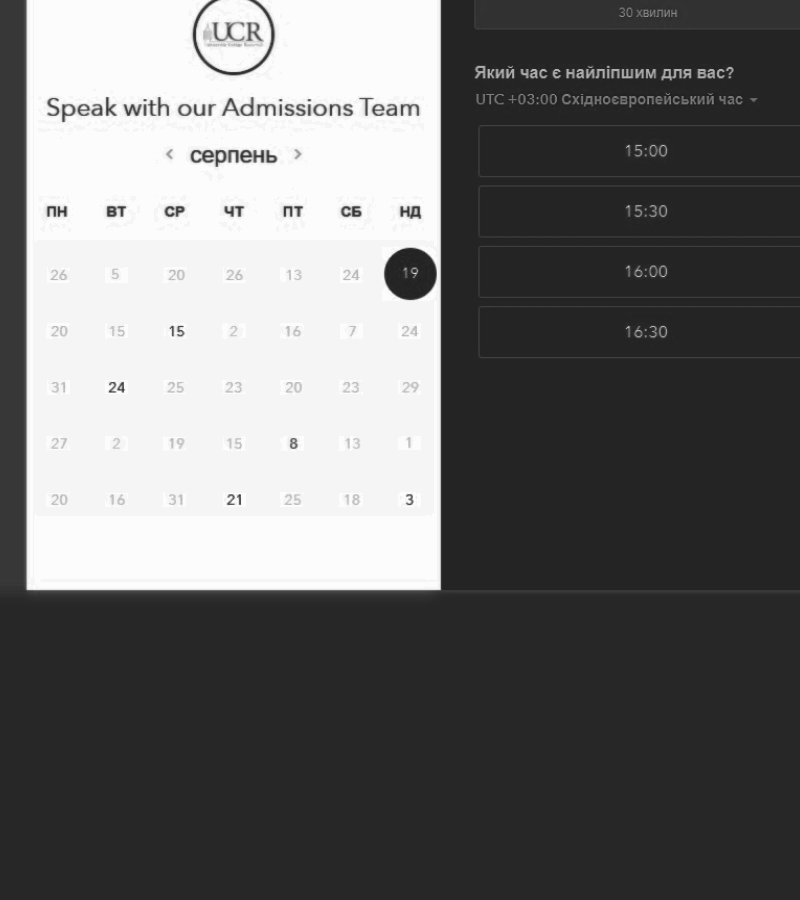 UCR
Speak with our Admissions Team
< серпень >
ПН ВТ СР ЧТ ПТ СБ НД
26 5 20 26 13 24 19
20 15 15 2 16 7 24
31 24 25 23 20 23 29
27 2 19 15 8 13 1
20 16 31 21 25 18 3
30 хвилин
Який час є найліпшим для вас?
UTC +03:00 Східноєвропейський час
15:00
15:30
16:00
16:30